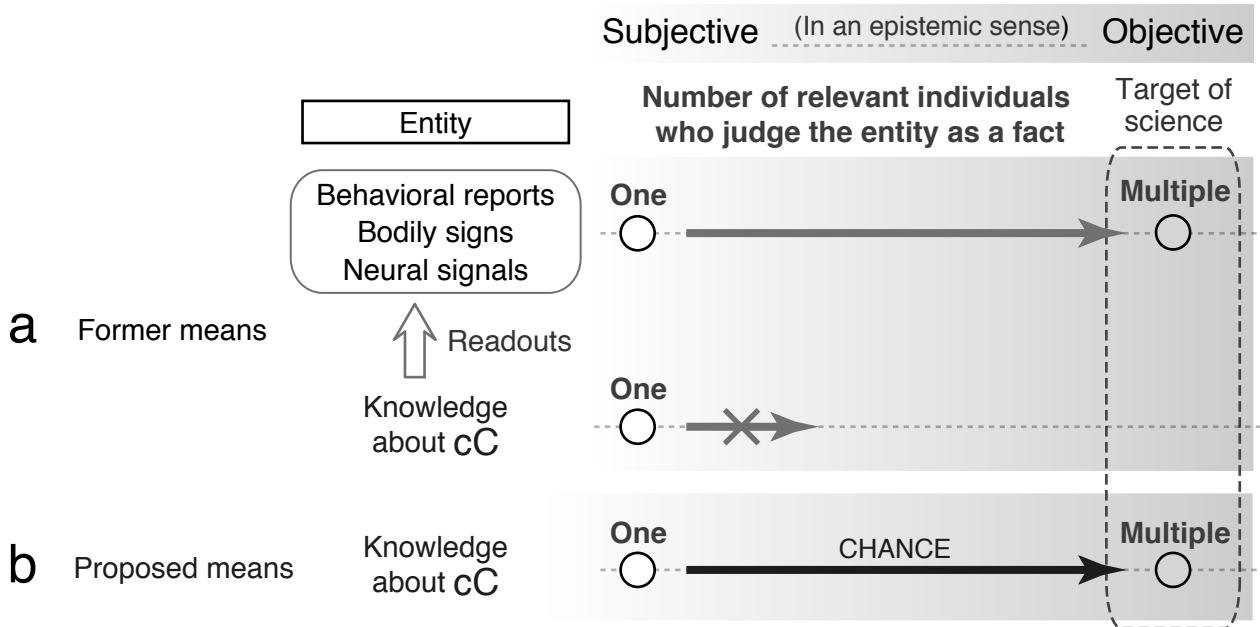 Subjective (In an epistemic sense) Objective
Number of relevant individuals
who judge the entity as a fact
Target of
science
Entity
Behavioral reports
Bodily signs
Neural signals
One
Multiple
a Former means
Readouts
One
Knowledge
about cC
b Proposed means
Knowledge
about cC
One
CHANCE
Multiple